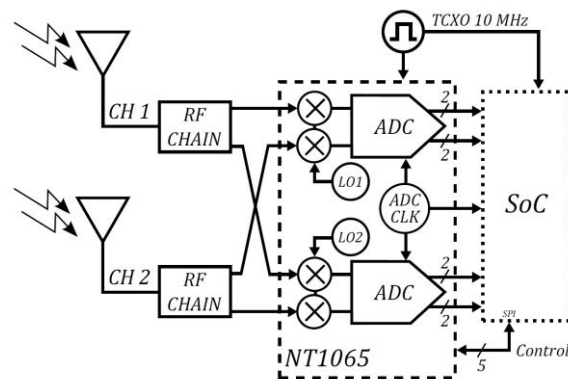 TCXO 10 MHz
CH 1
RF
CHAIN
ADC
2
2
LO1
ADC
CLK
SoC
LO2
CH 2
RF
CHAIN
ADC
2
2
SPI
NT1065
5
Control